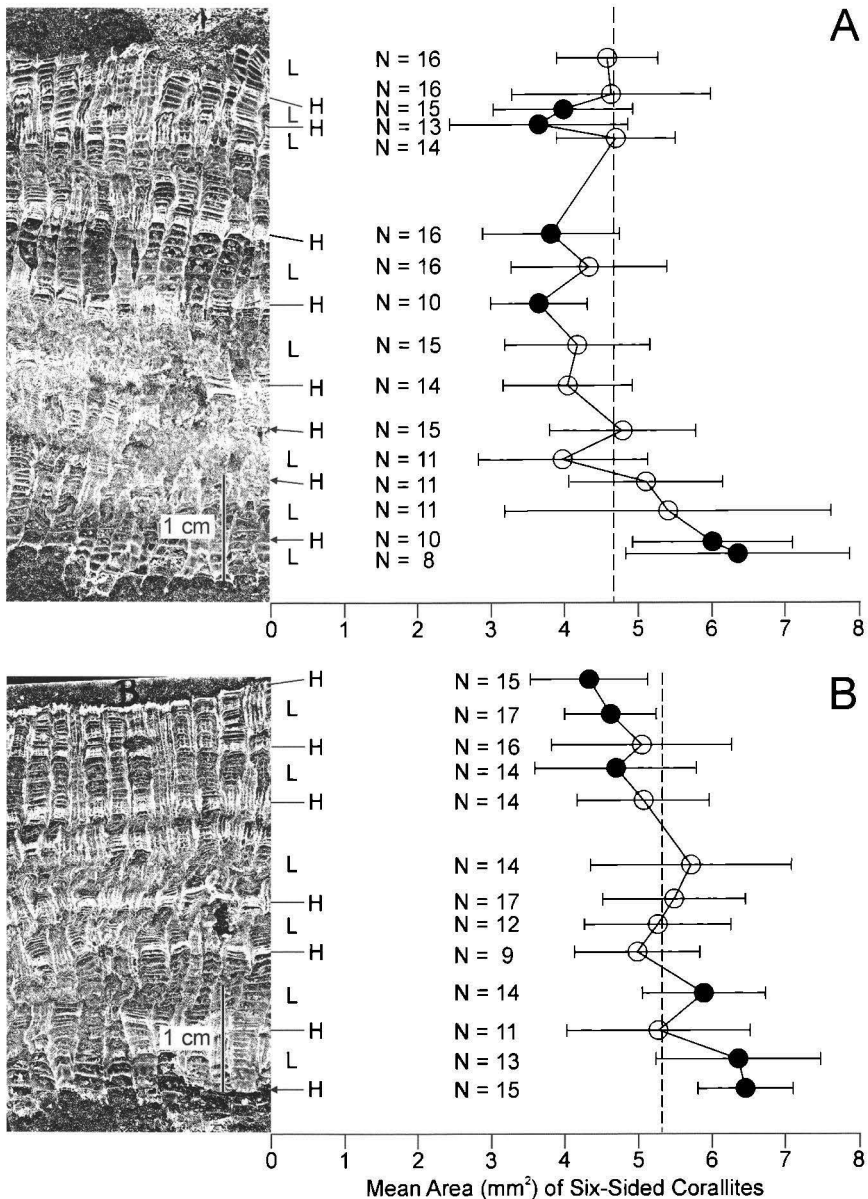 A
L N = 16
N = 16
H N = 15
L
H N = 13
L N = 14
H N = 16
L N = 16
H N = 10
L N = 15
H N = 14
H N = 15
L N = 11
H N = 11
L N = 11
1 cm
H N = 10
L N = 8
0 1 2 3 4 5 6 7 8
B
H N = 15
B
L N = 17
H N = 16
L N = 14
H N = 14
L N = 14
H N = 17
L N = 12
H N = 9
L N = 14
1 cm
H N = 11
L N = 13
H N = 15
0 1 2 3 4 5 6 7 8
Mean Area (mm²) of Six-Sided Corallites